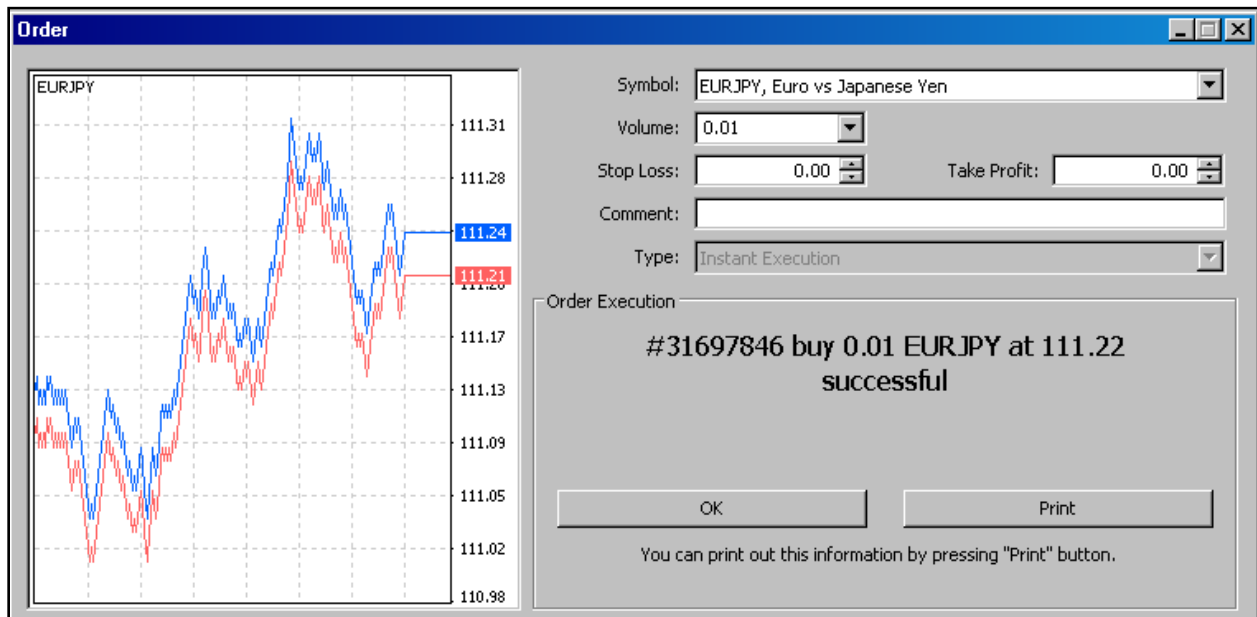 Order
EURJPY
111.31
111.28
111.24
111.21
111.20
111.17
111.13
111.09
111.05
111.02
110.98
Symbol: EURJPY, Euro vs Japanese Yen
Volume: 0.01
Stop Loss: 0.00 Take Profit: 0.00
Comment:
Type: Instant Execution
Order Execution
#31697846 buy 0.01 EURJPY at 111.22
successful
OK Print
You can print out this information by pressing "Print" button.